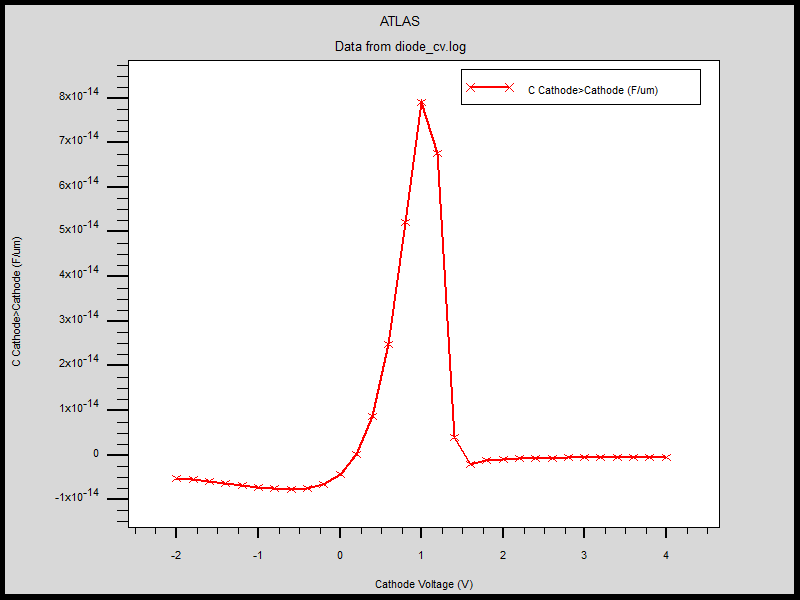 ATLAS
Data from diode_cv.log
C Cathode>Cathode (F/um)
8x10-14
7x10-14
6x10-14
5x10-14
4x10-14
3x10-14
2x10-14
1x10-14
0
-1x10-14
C Cathode>Cathode (F/um)
-2 -1 0 1 2 3 4
Cathode Voltage (V)